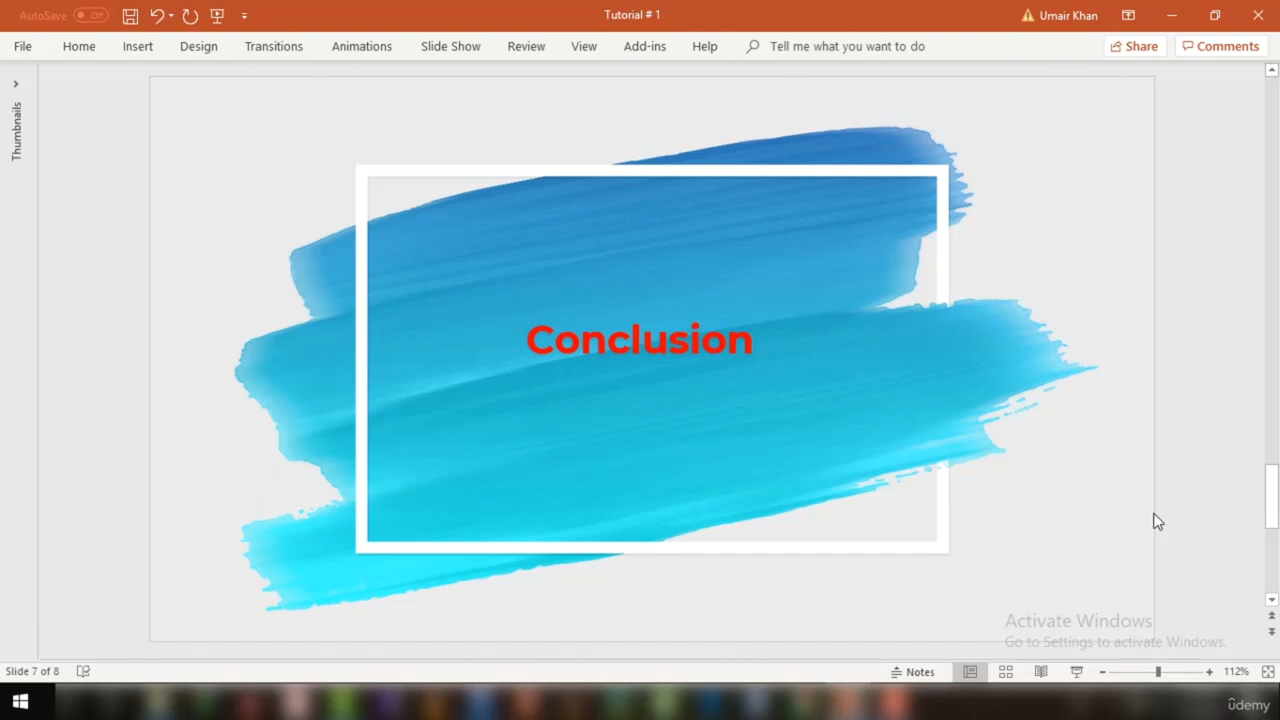 AutoSave Off
Tutorial # 1
Umair Khan
File Home Insert Design Transitions Animations Slide Show Review View Add-ins Help Tell me what you want to do Share Comments
Thumbnails
Conclusion
Activate Windows
Go to Settings to activate Windows.
Slide 7 of 8 Notes 112%
ûdemy